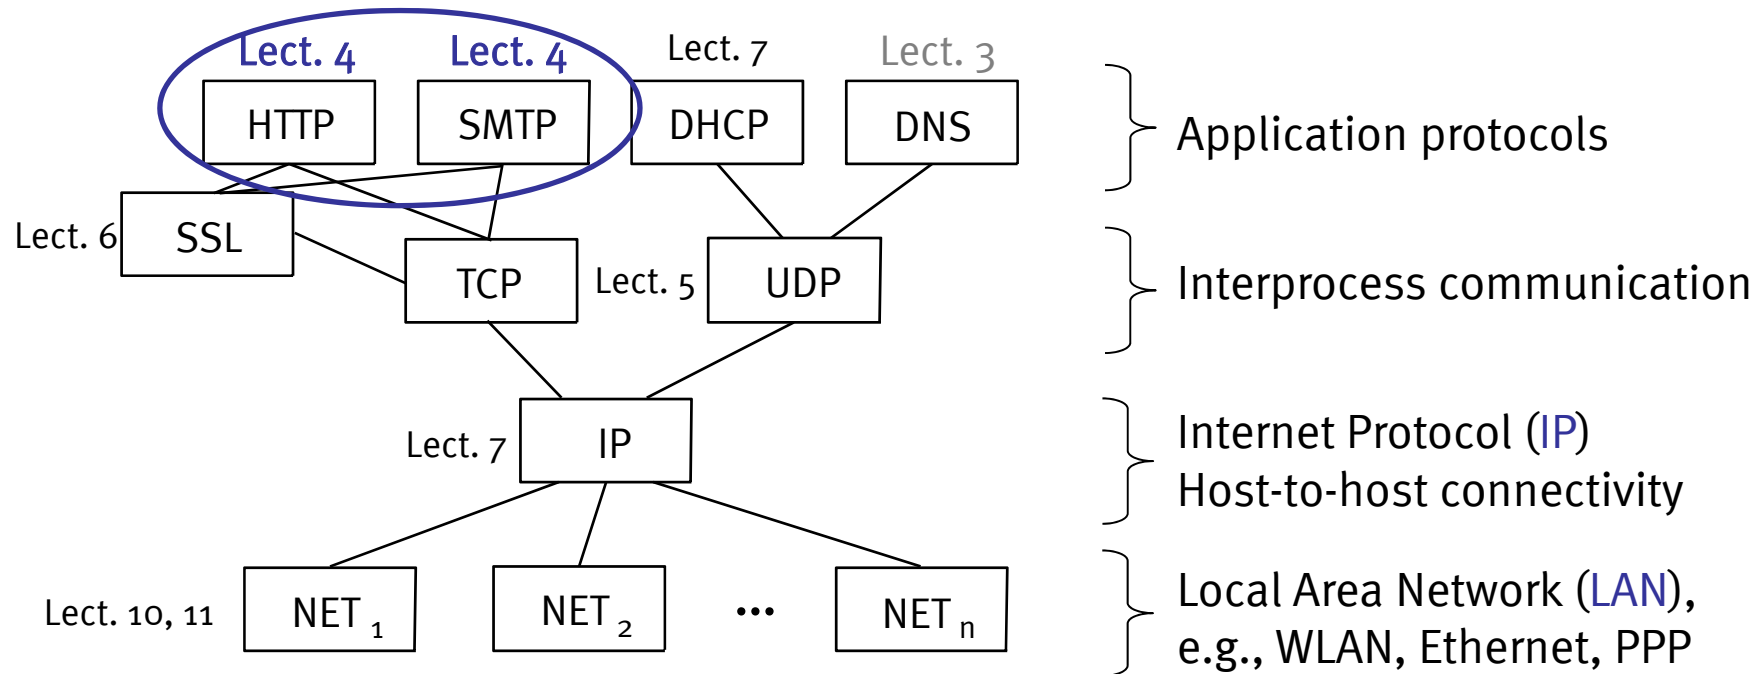 Lect. 4
Lect. 4
Lect. 7
Lect. 3
HTTP
SMTP
DHCP
DNS
Application protocols
Lect. 6
SSL
TCP
Lect. 5
UDP
Interprocess communication
Lect. 7
IP
Internet Protocol (IP)
Host-to-host connectivity
Lect. 10, 11
NET 1
NET 2
...
NET n
Local Area Network (LAN),
e.g., WLAN, Ethernet, PPP